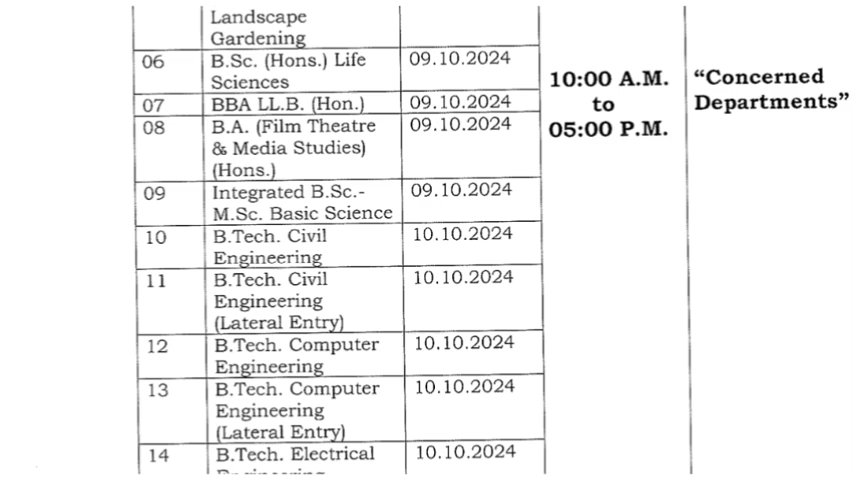 Landscape
Gardening
06 B.Sc. (Hons.) Life 09.10.2024
Sciences
07 BBA LL.B. (Hon.) 09.10.2024
08 B.A. (Film Theatre 09.10.2024
& Media Studies)
(Hons.)
09 Integrated B.Sc.- 09.10.2024
M.Sc. Basic Science
10 B.Tech. Civil 10.10.2024
Engineering
11 B.Tech. Civil 10.10.2024
Engineering
(Lateral Entry)
12 B.Tech. Computer 10.10.2024
Engineering
13 B.Tech. Computer 10.10.2024
Engineering
(Lateral Entry)
14 B.Tech. Electrical 10.10.2024
10:00 A.M.
to
05:00 P.M.
“Concerned
Departments”